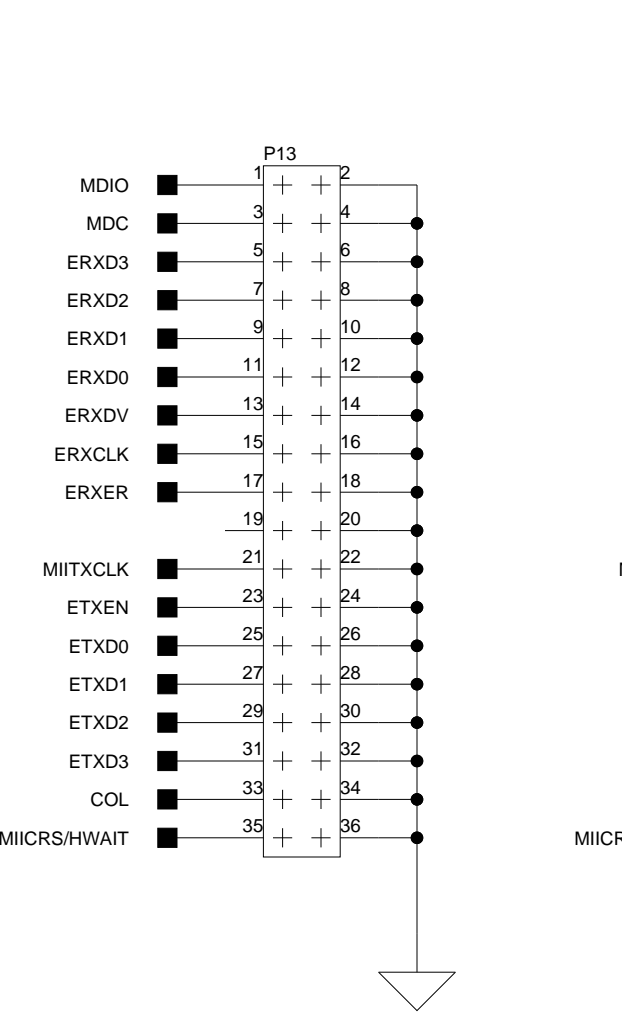 P13
MDIO 1 2
MDC 3 4
ERXD3 5 6
ERXD2 7 8
ERXD1 9 10
ERXD0 11 12
ERXDV 13 14
ERXCLK 15 16
ERXER 17 18
19 20
MIITXCLK 21 22
ETXEN 23 24
ETXD0 25 26
ETXD1 27 28
ETXD2 29 30
ETXD3 31 32
COL 33 34
MIICRS/HWAIT 35 36
MIICR